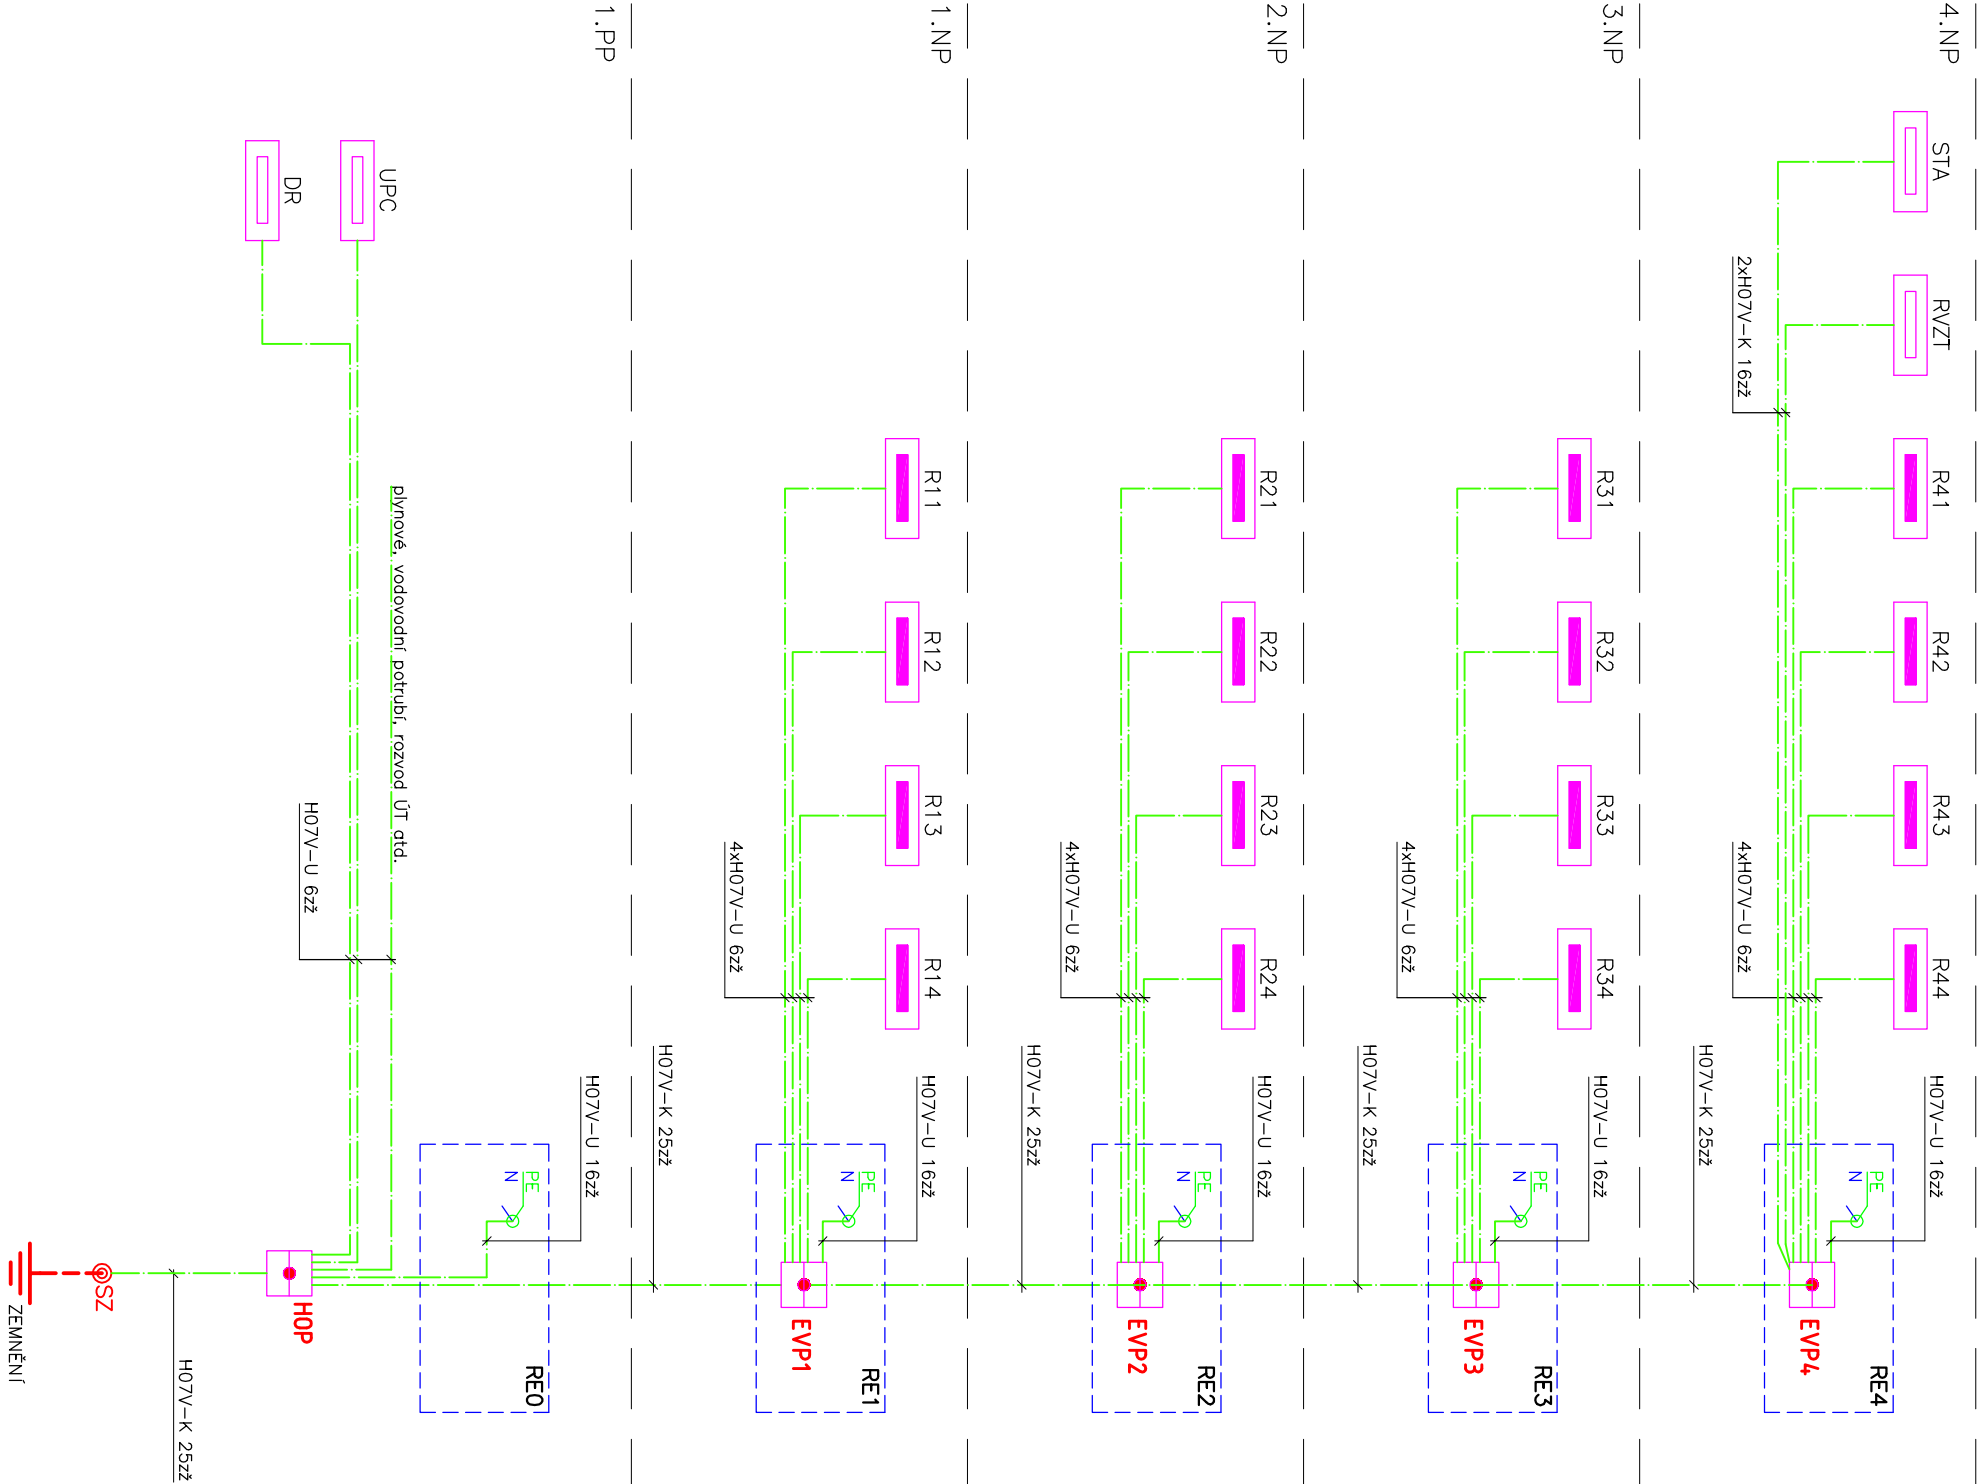 4.NP
STA
RVZT
R41
R42
R43
R44
2xH07V-K 16zž
4xH07V-U 6zž
H07V-U 16zž
PE
N
EVP4
RE4
H07V-K 25zž
3.NP
R31
R32
R33
R34
4xH07V-U 6zž
H07V-U 16zž
PE
N
EVP3
RE3
H07V-K 25zž
2.NP
R21
R22
R23
R24
4xH07V-U 6zž
H07V-U 16zž
PE
N
EVP2
RE2
H07V-K 25zž
1.NP
R11
R12
R13
R14
4xH07V-U 6zž
H07V-U 16zž
PE
N
EVP1
RE1
H07V-K 25zž
1.PP
H07V-U 16zž
PE
N
RE0
UPC
DR
plynové, vodovodní potrubí, rozvod ÚT atd.
H07V-U 6zž
HOP
H07V-K 25zž
SZ
ZEMNĚNÍ